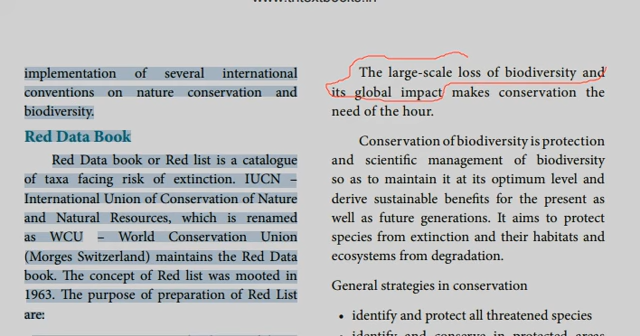 implementation of several international
conventions on nature conservation and
biodiversity.
Red Data Book
Red Data book or Red list is a catalogue
of taxa facing risk of extinction. IUCN –
International Union of Conservation of Nature
and Natural Resources, which is renamed
as WCU – World Conservation Union
(Morges Switzerland) maintains the Red Data
book. The concept of Red list was mooted in
1963. The purpose of preparation of Red List
are:
The large-scale loss of biodiversity and
its global impact makes conservation the
need of the hour.
Conservation of biodiversity is protection
and scientific management of biodiversity
so as to maintain it at its optimum level and
derive sustainable benefits for the present as
well as future generations. It aims to protect
species from extinction and their habitats and
ecosystems from degradation.
General strategies in conservation
• identify and protect all threatened species
• identify and conserve in protected areas